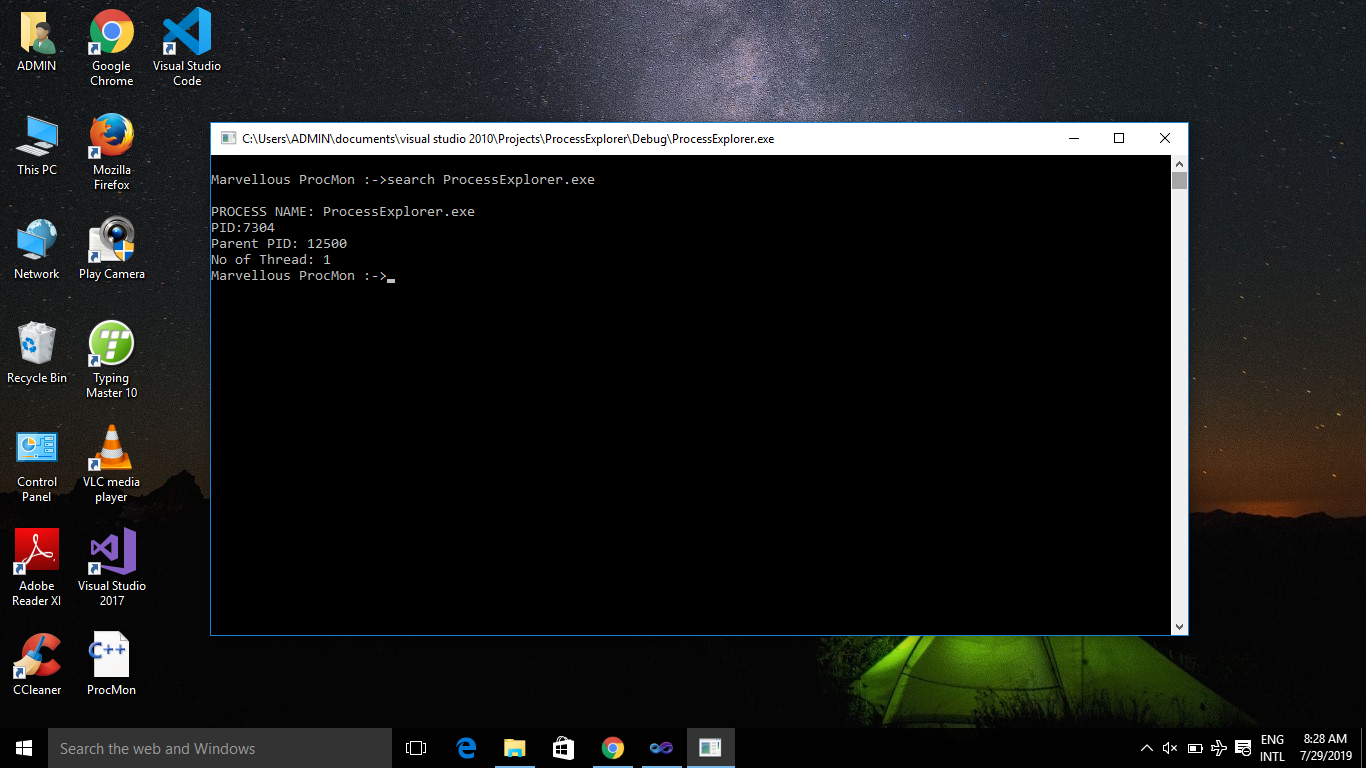 ADMIN
Google
Chrome
Visual Studio
Code
This PC
Mozilla
Firefox
Network
Play Camera
Recycle Bin
Typing
Master 10
Control
Panel
VLC media
player
Adobe
Reader XI
Visual Studio
2017
CCleaner
C++
ProcMon
C:\Users\ADMIN\documents\visual studio 2010\Projects\ProcessExplorer\Debug\ProcessExplorer.exe
Marvellous ProcMon :->search ProcessExplorer.exe
PROCESS NAME: ProcessExplorer.exe
PID:7304
Parent PID: 12500
No of Thread: 1
Marvellous ProcMon :->
Search the web and Windows
ENG
INTL
8:28 AM
7/29/2019